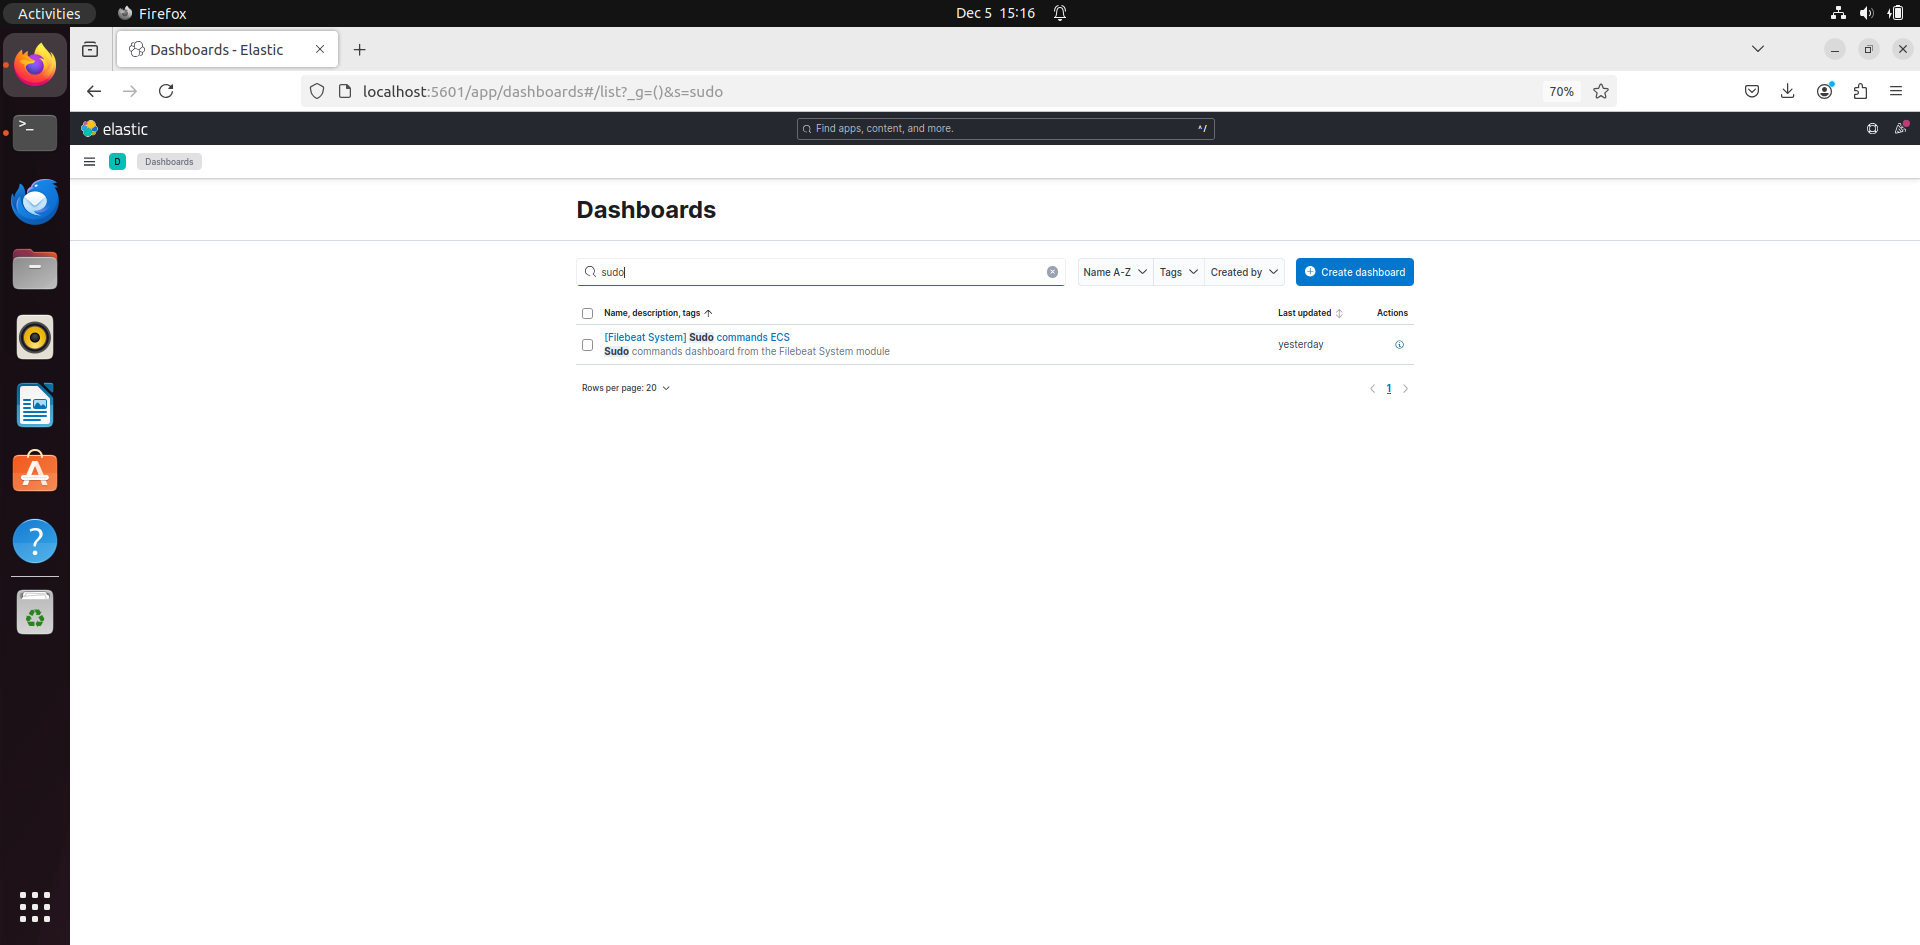 Activities
Firefox
Dec 5 15:16
Dashboards - Elastic
localhost:5601/app/dashboards#/list?_g=()&s=sudo
70%
elastic
Find apps, content, and more.
^/
D
Dashboards
Dashboards
sudo
Name A-Z
Tags
Created by
Create dashboard
Name, description, tags
Last updated
Actions
[Filebeat System] Sudo commands ECS
Sudo commands dashboard from the Filebeat System module
yesterday
Rows per page: 20
1